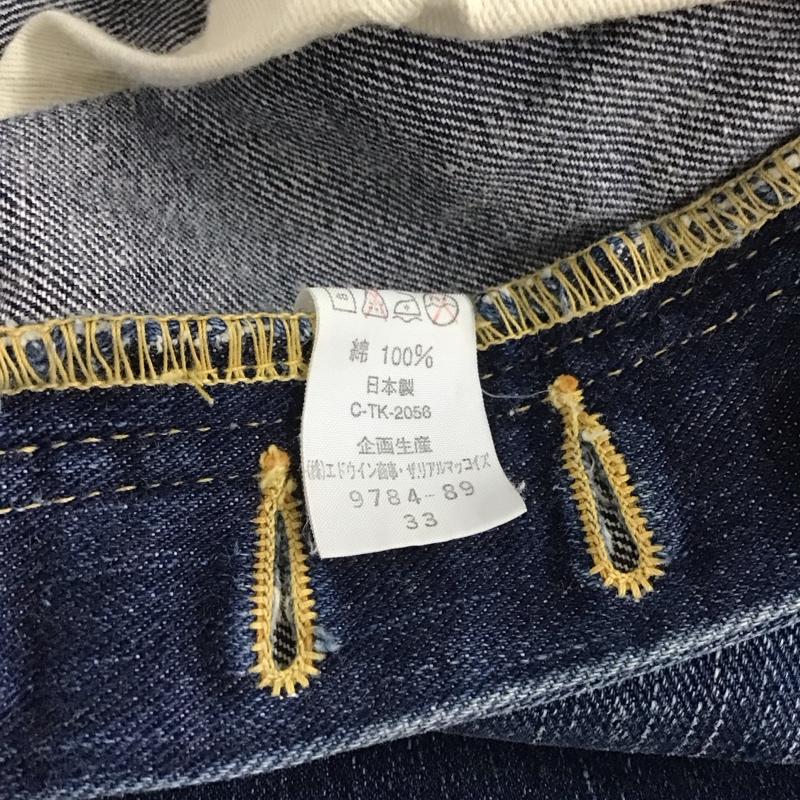 綿 100%
日本製
C-TK-2056
企画生産
(株)エドウイン商事・ザ.リアルマッコイズ
9784-89
33